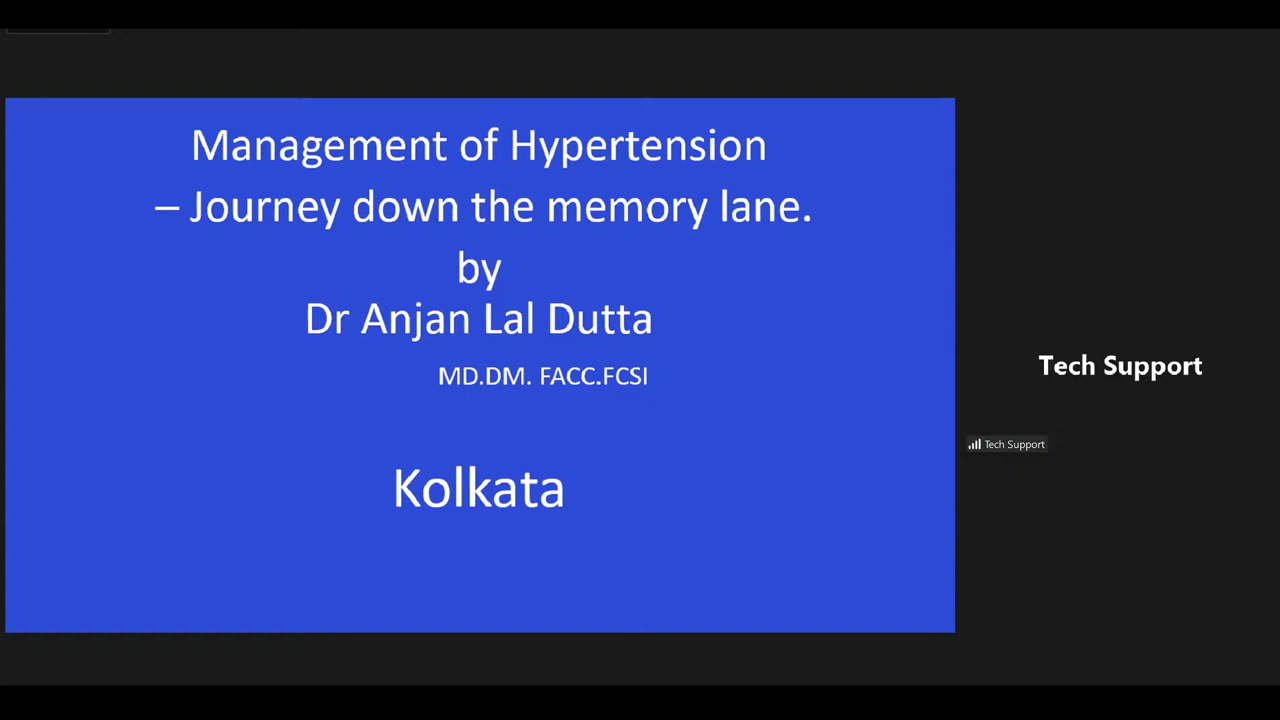 Management of Hypertension
– Journey down the memory lane.
by
Dr Anjan Lal Dutta
MD.DM. FACC.FCSI
Kolkata
Tech Support
Tech Support